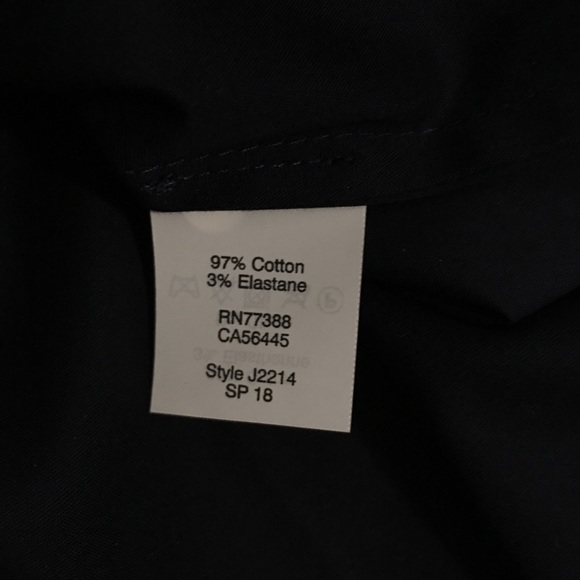 97% Cotton
3% Elastane
RN77388
CA56445
Style J2214
SP 18